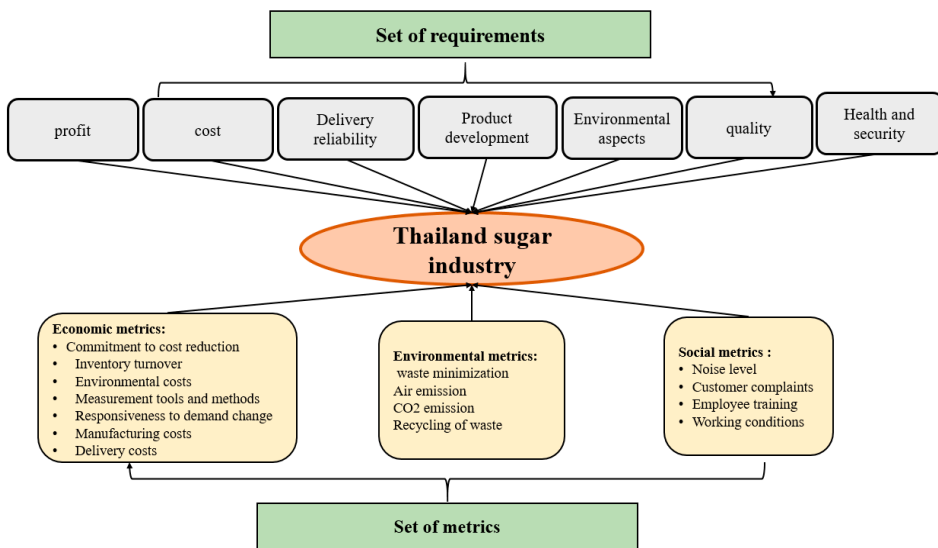 Set of requirements
profit
cost
Delivery
reliability
Product
development
Environmental
aspects
quality
Health and
security
Thailand sugar
industry
Economic metrics:
• Commitment to cost reduction
• Inventory turnover
• Environmental costs
• Measurement tools and methods
• Responsiveness to demand change
• Manufacturing costs
• Delivery costs
Environmental metrics:
waste minimization
Air emission
CO2 emission
Recycling of waste
Social metrics :
• Noise level
• Customer complaints
• Employee training
• Working conditions
Set of metrics